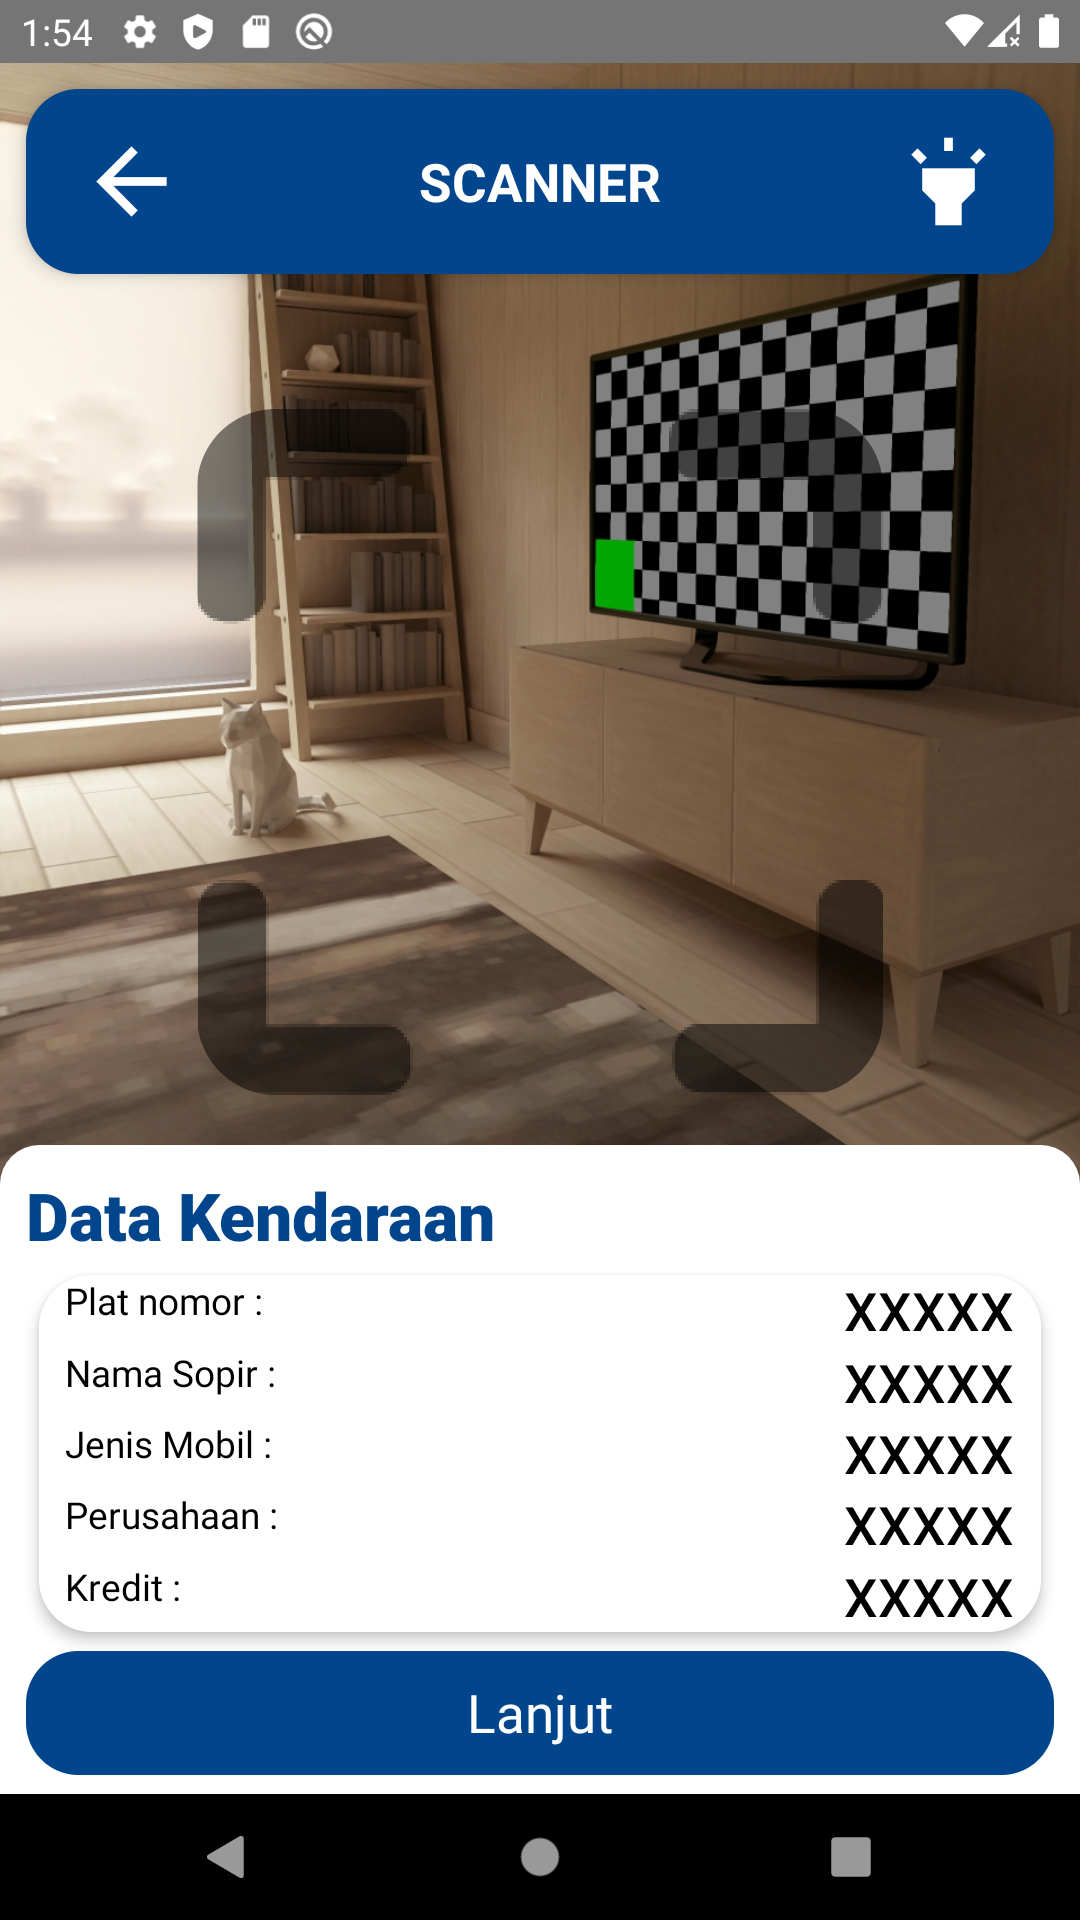 1:54
SCANNER
Data Kendaraan
Plat nomor : XXXXX
Nama Sopir : XXXXX
Jenis Mobil : XXXXX
Perusahaan : XXXXX
Kredit : XXXXX
Lanjut